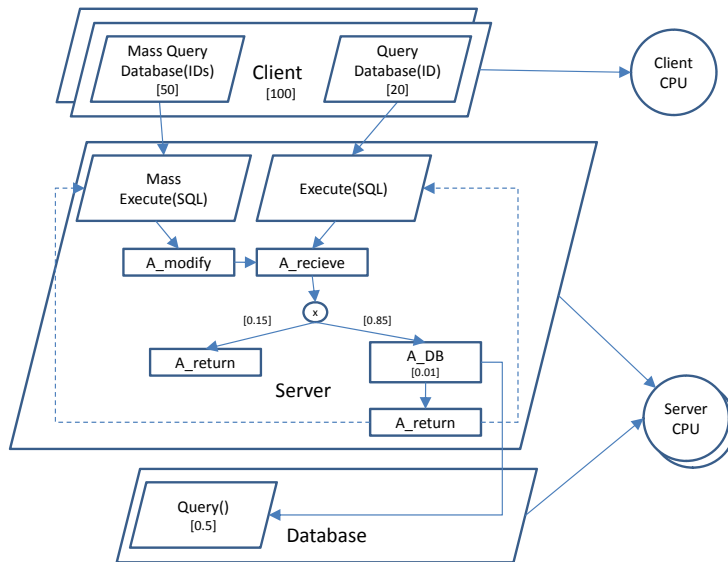 Mass Query
Database(IDs)
[50]
Client
[100]
Query
Database(ID)
[20]
Client
CPU
Mass
Execute(SQL)
Execute(SQL)
A_modify
A_recieve
x
[0.15]
[0.85]
A_return
A_DB
[0.01]
Server
A_return
Server
CPU
Query()
[0.5]
Database